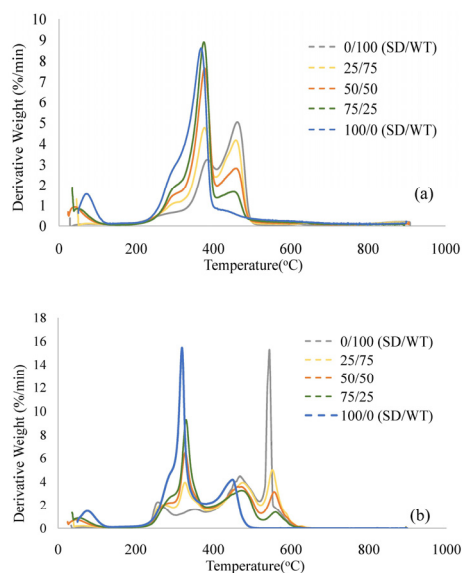 10
9
8
7
6
5
4
3
2
1
0
Derivative Weight (%/min)
0/100 (SD/WT)
25/75
50/50
75/25
100/0 (SD/WT)
(a)
0 200 400 600 800 1000
Temperature(°C)
18
16
14
12
10
8
6
4
2
0
Derivative Weight (%/min)
0/100 (SD/WT)
25/75
50/50
75/25
100/0 (SD/WT)
(b)
0 200 400 600 800 1000
Temperature(°C)